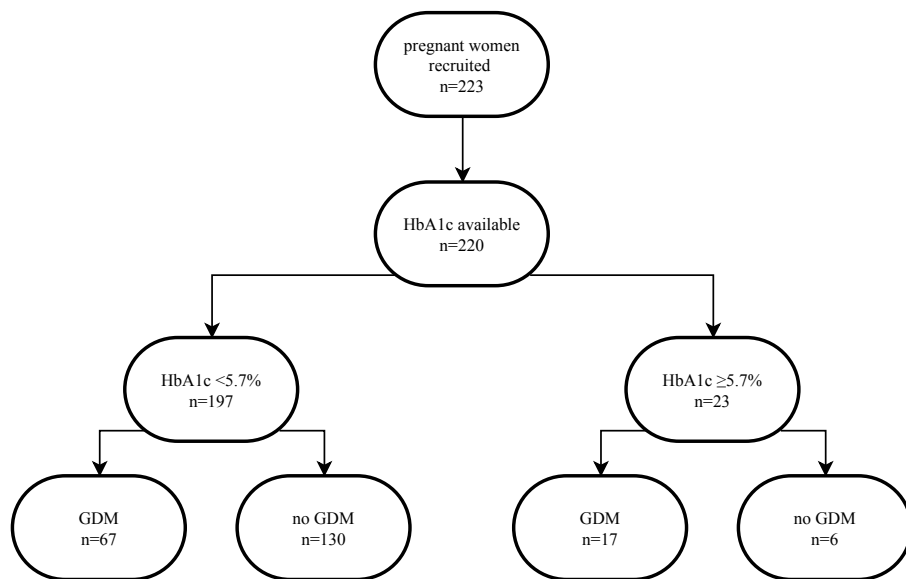 pregnant women
recruited
n=223
HbA1c available
n=220
HbA1c <5.7%
n=197
HbA1c ≥5.7%
n=23
GDM
n=67
no GDM
n=130
GDM
n=17
no GDM
n=6